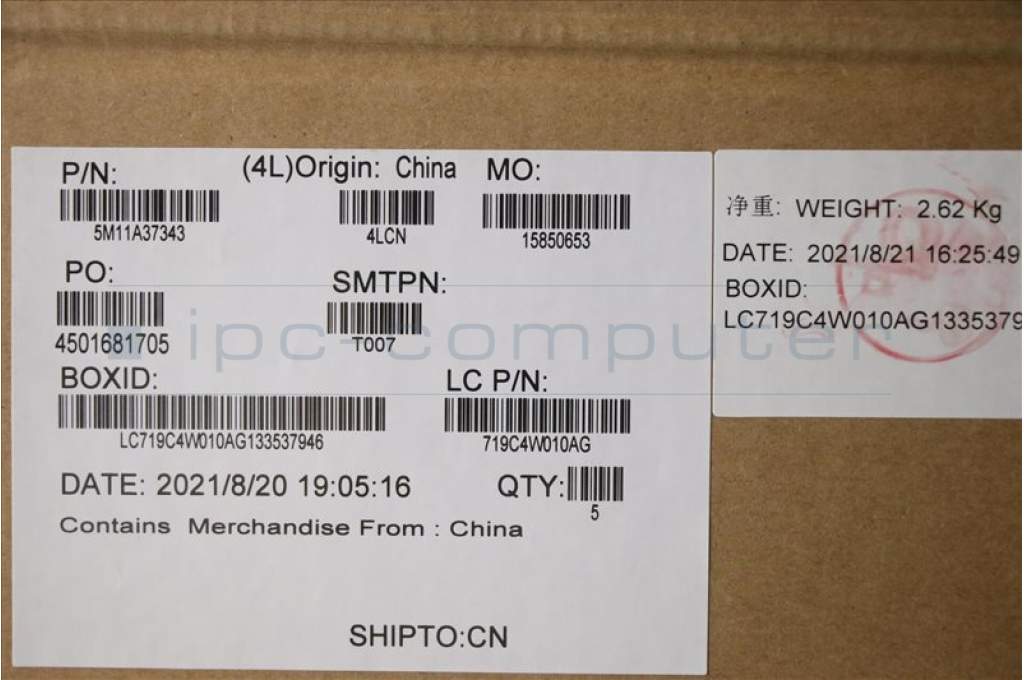 P/N: (4L)Origin: China MO:
5M11A37343 4LCN 15850653
PO: SMTPN:
4501681705 T007
BOXID: LC P/N:
LC719C4W010AG133537946 719C4W010AG
DATE: 2021/8/20 19:05:16 QTY:
5
Contains Merchandise From : China
SHIPTO:CN
净重: WEIGHT: 2.62 Kg
DATE: 2021/8/21 16:25:49
BOXID:
LC719C4W010AG1335379
ipc-computer